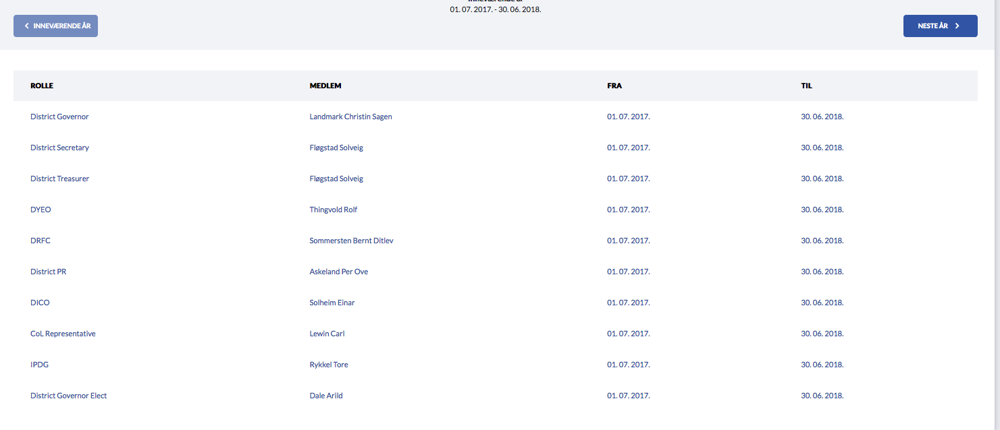 Inneværende år
01. 07. 2017. - 30. 06. 2018.
INNEVÆRENDE ÅR
NESTE ÅR
ROLLE MEDLEM FRA TIL
District Governor Landmark Christin Sagen 01. 07. 2017. 30. 06. 2018.
District Secretary Fløgstad Solveig 01. 07. 2017. 30. 06. 2018.
District Treasurer Fløgstad Solveig 01. 07. 2017. 30. 06. 2018.
DYEO Thingvold Rolf 01. 07. 2017. 30. 06. 2018.
DRFC Sommersten Bernt Ditlev 01. 07. 2017. 30. 06. 2018.
District PR Askeland Per Ove 01. 07. 2017. 30. 06. 2018.
DICO Solheim Einar 01. 07. 2017. 30. 06. 2018.
CoL Representative Lewin Carl 01. 07. 2017. 30. 06. 2018.
IPDG Rykkel Tore 01. 07. 2017. 30. 06. 2018.
District Governor Elect Dale Arild 01. 07. 2017. 30. 06. 2018.